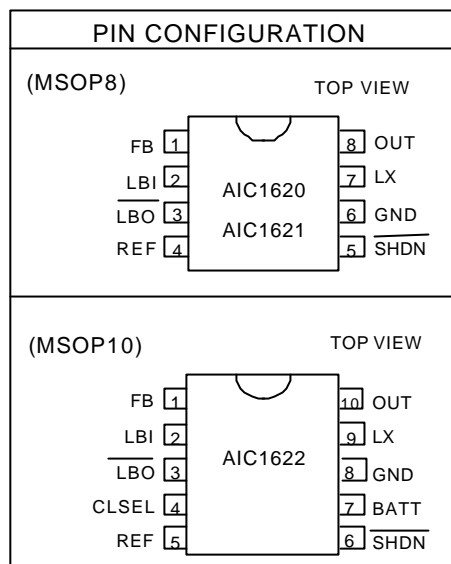 PIN CONFIGURATION
(MSOP8)
TOP VIEW
FB 1 8 OUT
LBI 2 AIC1620 7 LX
LBO 3 AIC1621 6 GND
REF 4 5 SHDN
(MSOP10)
TOP VIEW
FB 1 10 OUT
LBI 2 9 LX
LBO 3 AIC1622 8 GND
CLSEL 4 7 BATT
REF 5 6 SHDN